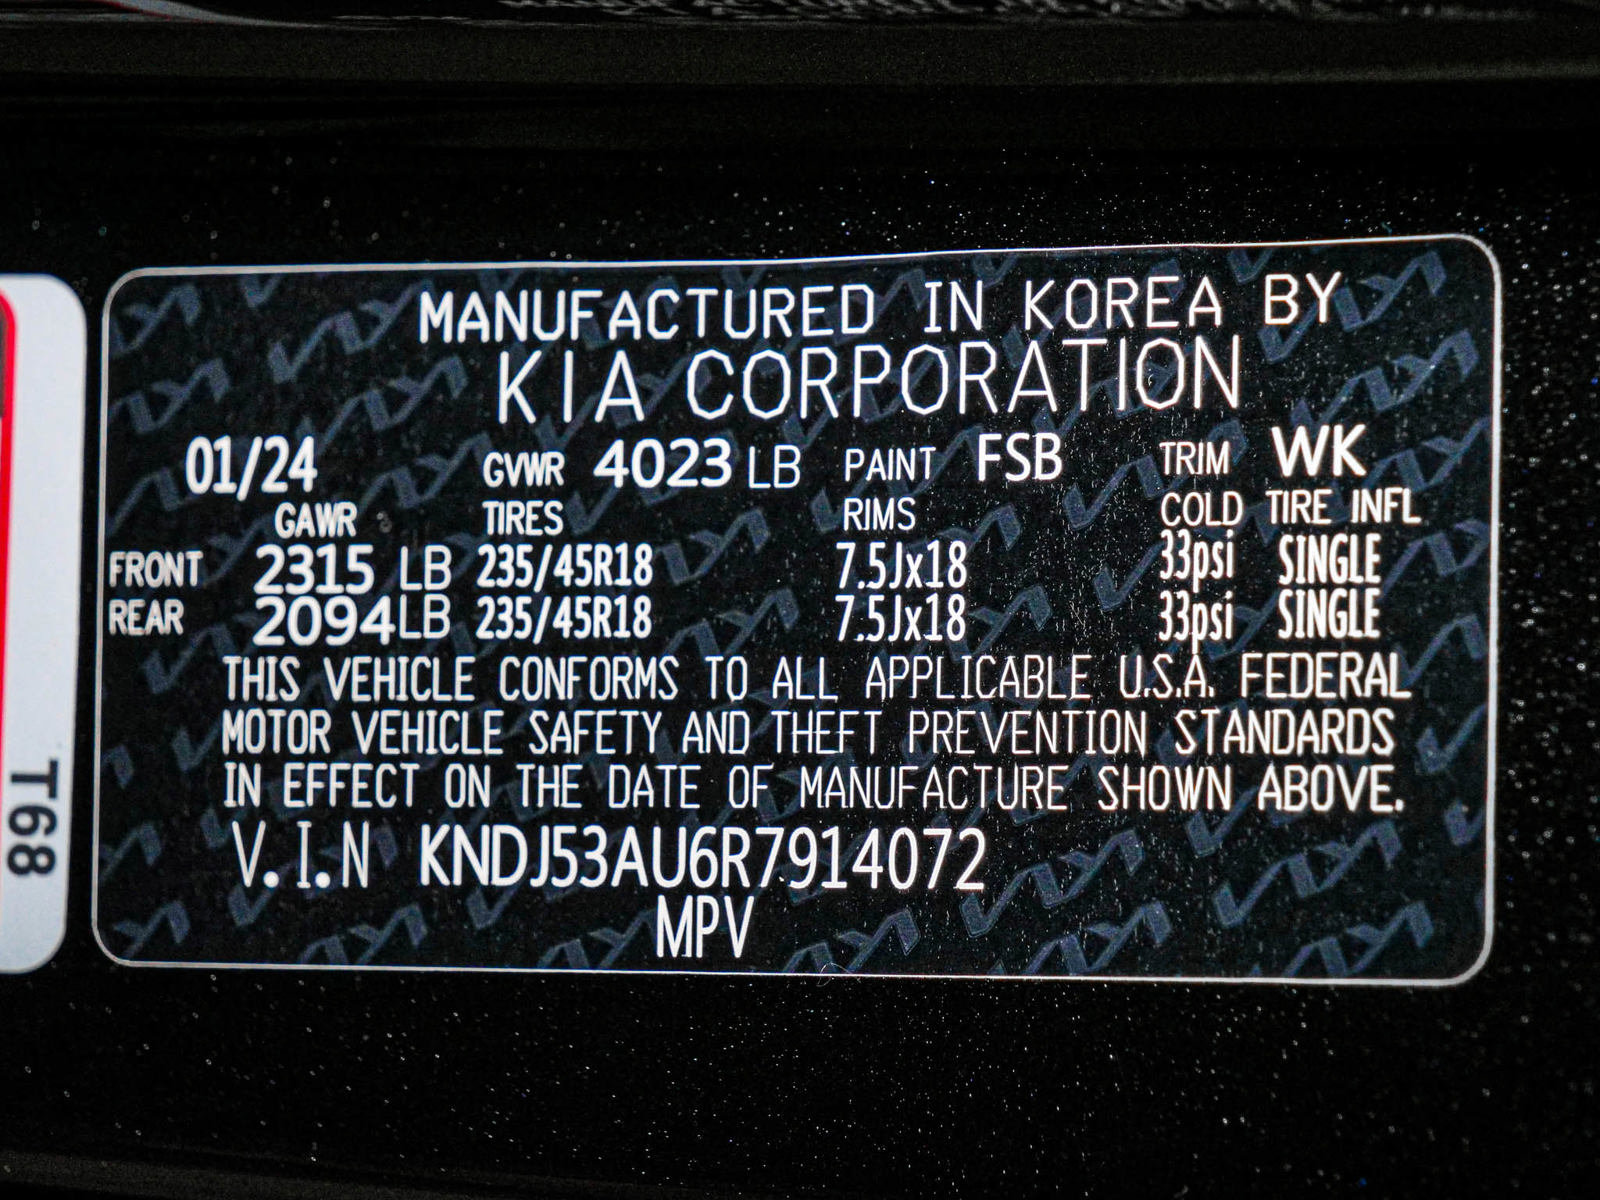 MANUFACTURED IN KOREA BY
KIA CORPORATION
01/24 GVWR 4023 LB PAINT FSB TRIM WK
GAWR TIRES RIMS COLD TIRE INFL
FRONT 2315 LB 235/45R18 7.5Jx18 33psi SINGLE
REAR 2094 LB 235/45R18 7.5Jx18 33psi SINGLE
THIS VEHICLE CONFORMS TO ALL APPLICABLE U.S.A. FEDERAL
MOTOR VEHICLE SAFETY AND THEFT PREVENTION STANDARDS
IN EFFECT ON THE DATE OF MANUFACTURE SHOWN ABOVE.
V.I.N KNDJ53AU6R7914072
MPV
T68